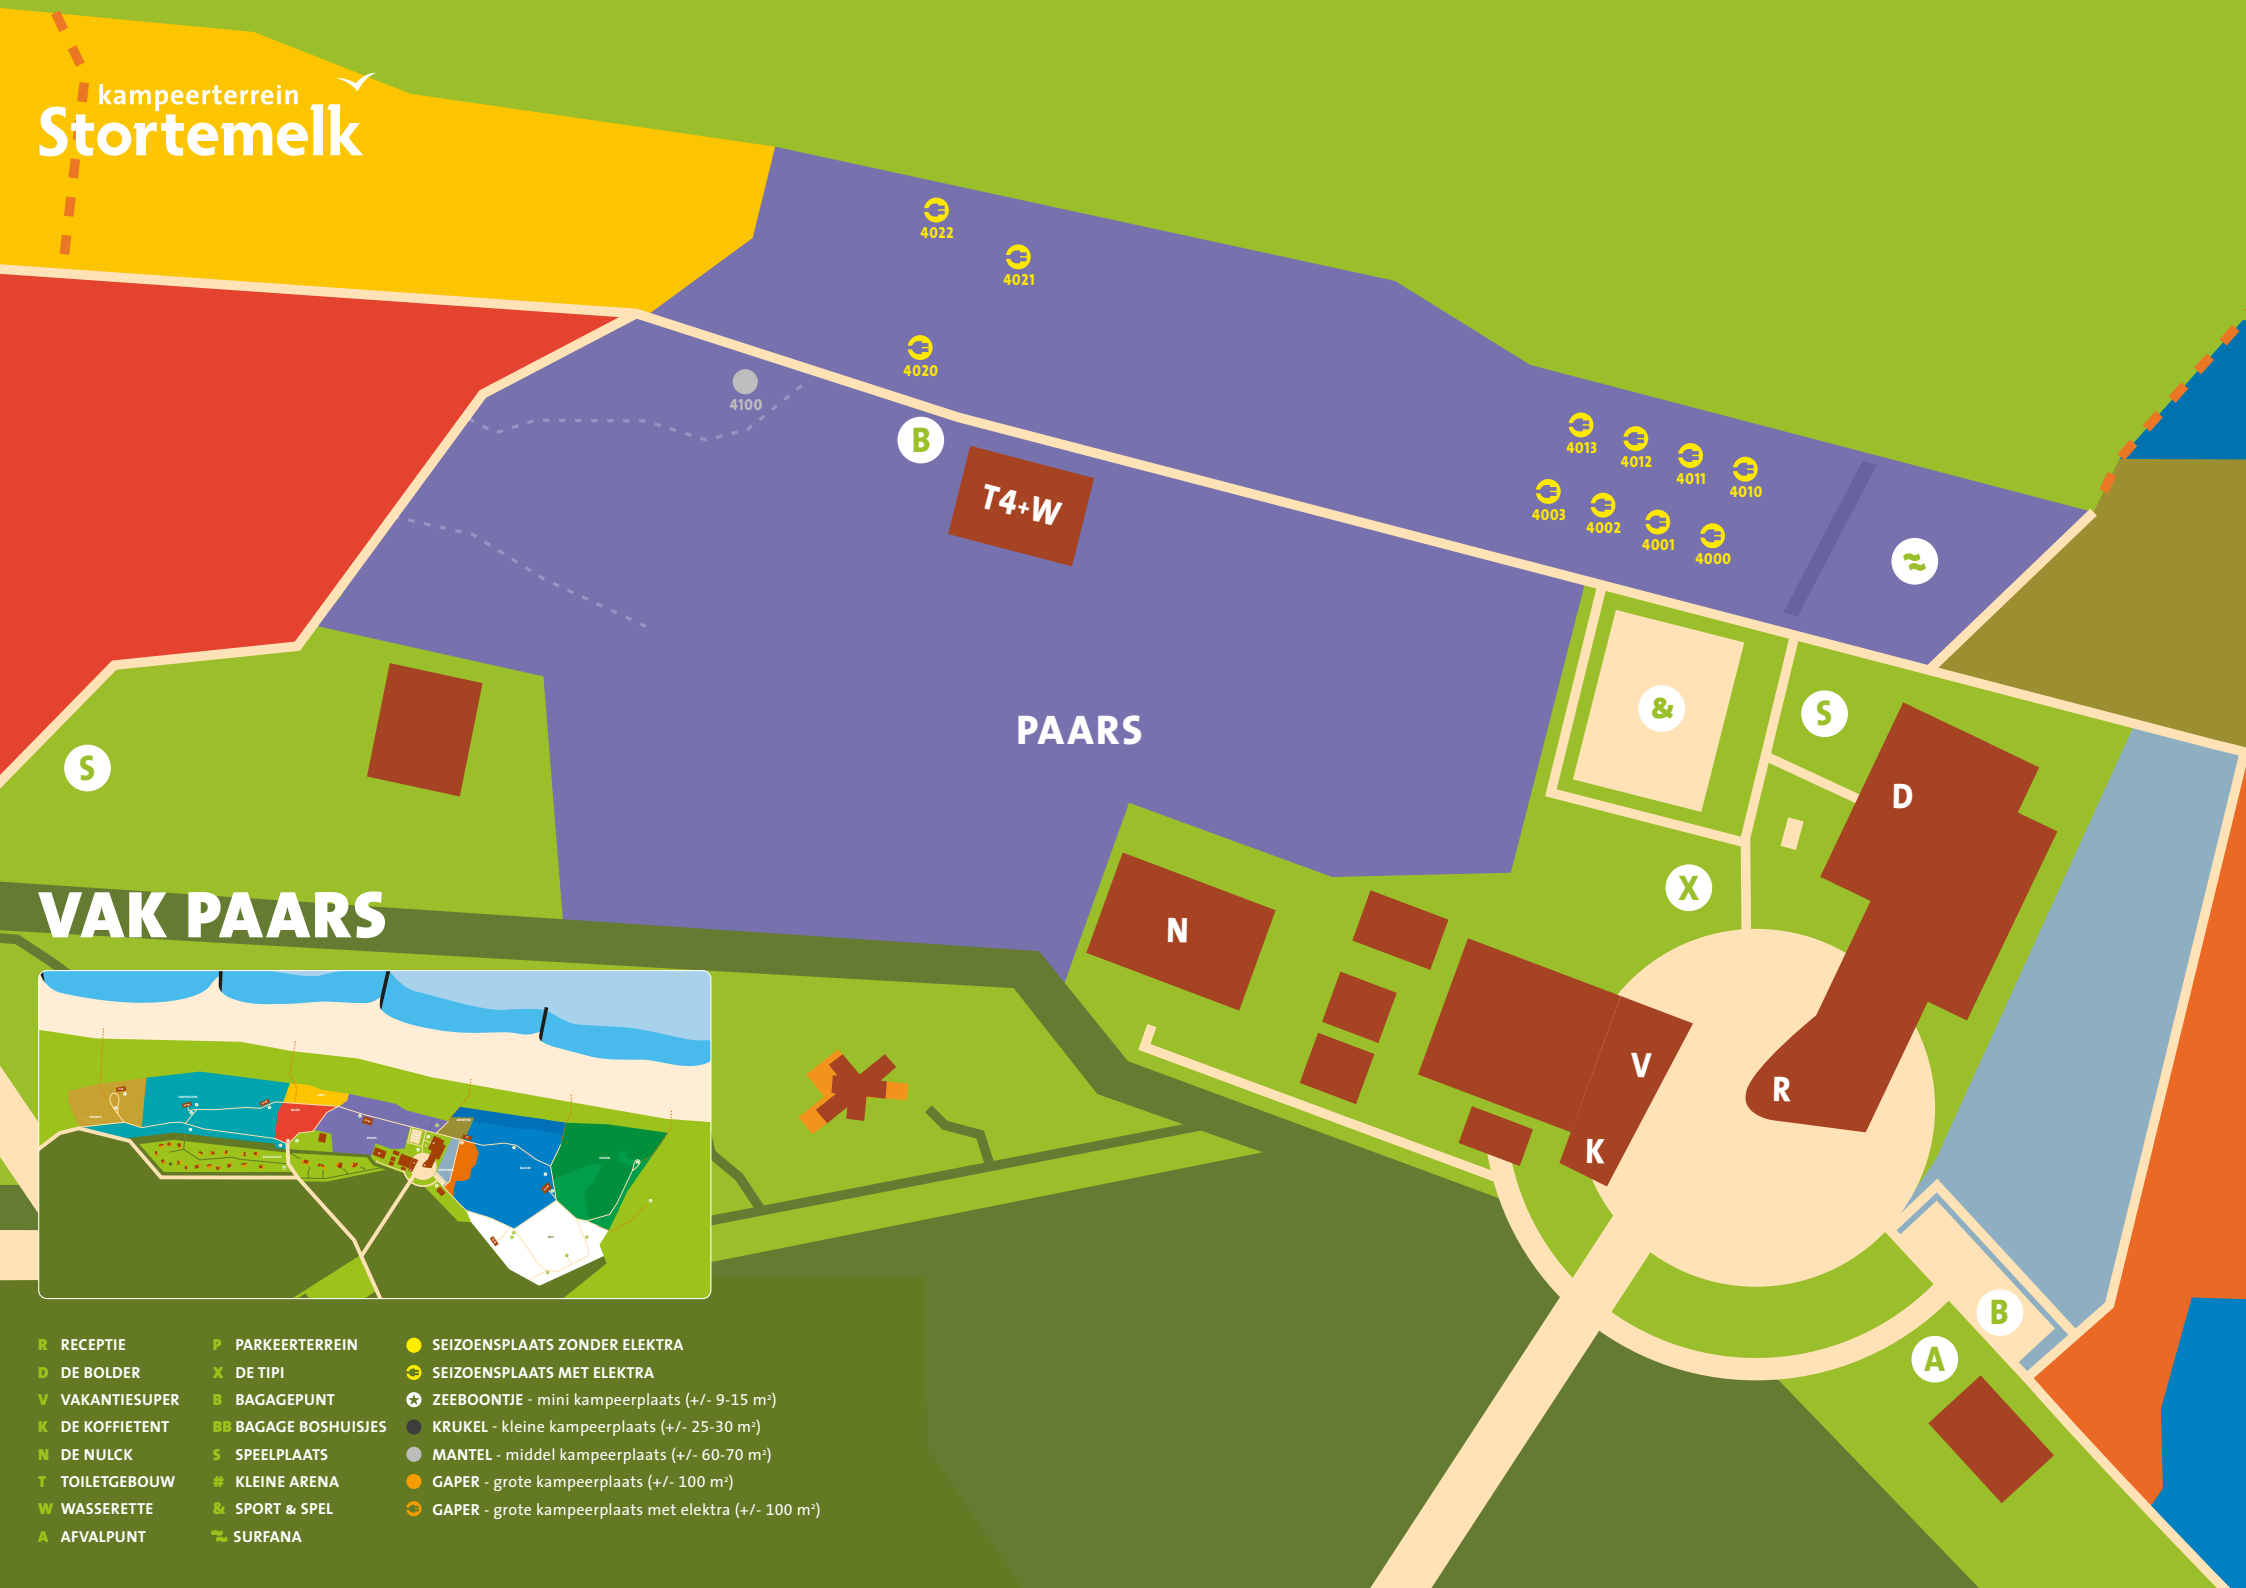 kampeerterrein
Stortemelk
4022
4021
4020
4100
B
T4+W
4013
4012
4011
4010
4003
4002
4001
4000
&
S
D
S
PAARS
X
N
V
R
K
B
A
VAK PAARS
R RECEPTIE
D DE BOLDER
V VAKANTIESUPER
K DE KOFFIETENT
N DE NULCK
T TOILETGEBOUW
W WASSERETTE
A AFVALPUNT
P PARKEERTERREIN
X DE TIPI
B BAGAGEPUNT
BB BAGAGE BOSHUISJES
S SPEELPLAATS
# KLEINE ARENA
& SPORT & SPEL
SURFANA
SEIZOENSPLAATS ZONDER ELEKTRA
SEIZOENSPLAATS MET ELEKTRA
ZEEBOONTJE - mini kampeerplaats (+/- 9-15 m²)
KRUKEL - kleine kampeerplaats (+/- 25-30 m²)
MANTEL - middel kampeerplaats (+/- 60-70 m²)
GAPER - grote kampeerplaats (+/- 100 m²)
GAPER - grote kampeerplaats met elektra (+/- 100 m²)